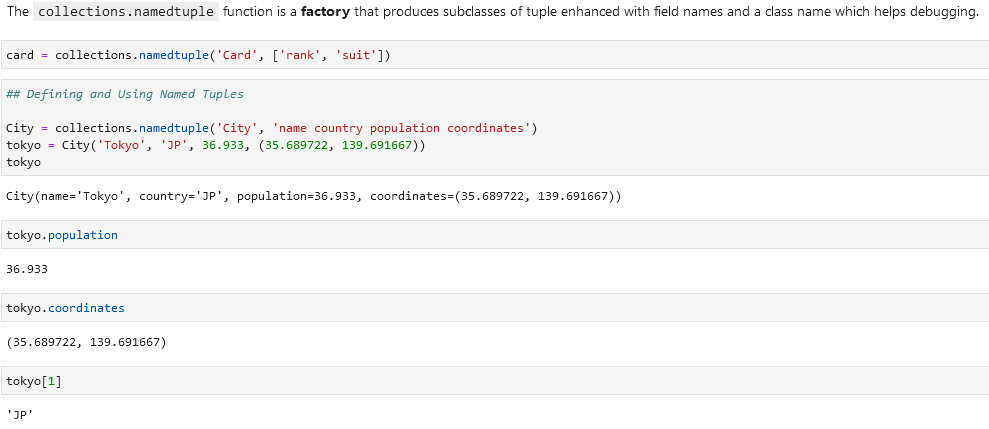 The collections.namedtuple function is a factory that produces subclasses of tuple enhanced with field names and a class name which helps debugging.
card = collections.namedtuple('Card', ['rank', 'suit'])
## Defining and Using Named Tuples
City = collections.namedtuple('City', 'name country population coordinates')
tokyo = City('Tokyo', 'JP', 36.933, (35.689722, 139.691667))
tokyo
City(name='Tokyo', country='JP', population=36.933, coordinates=(35.689722, 139.691667))
tokyo.population
36.933
tokyo.coordinates
(35.689722, 139.691667)
tokyo[1]
'JP'